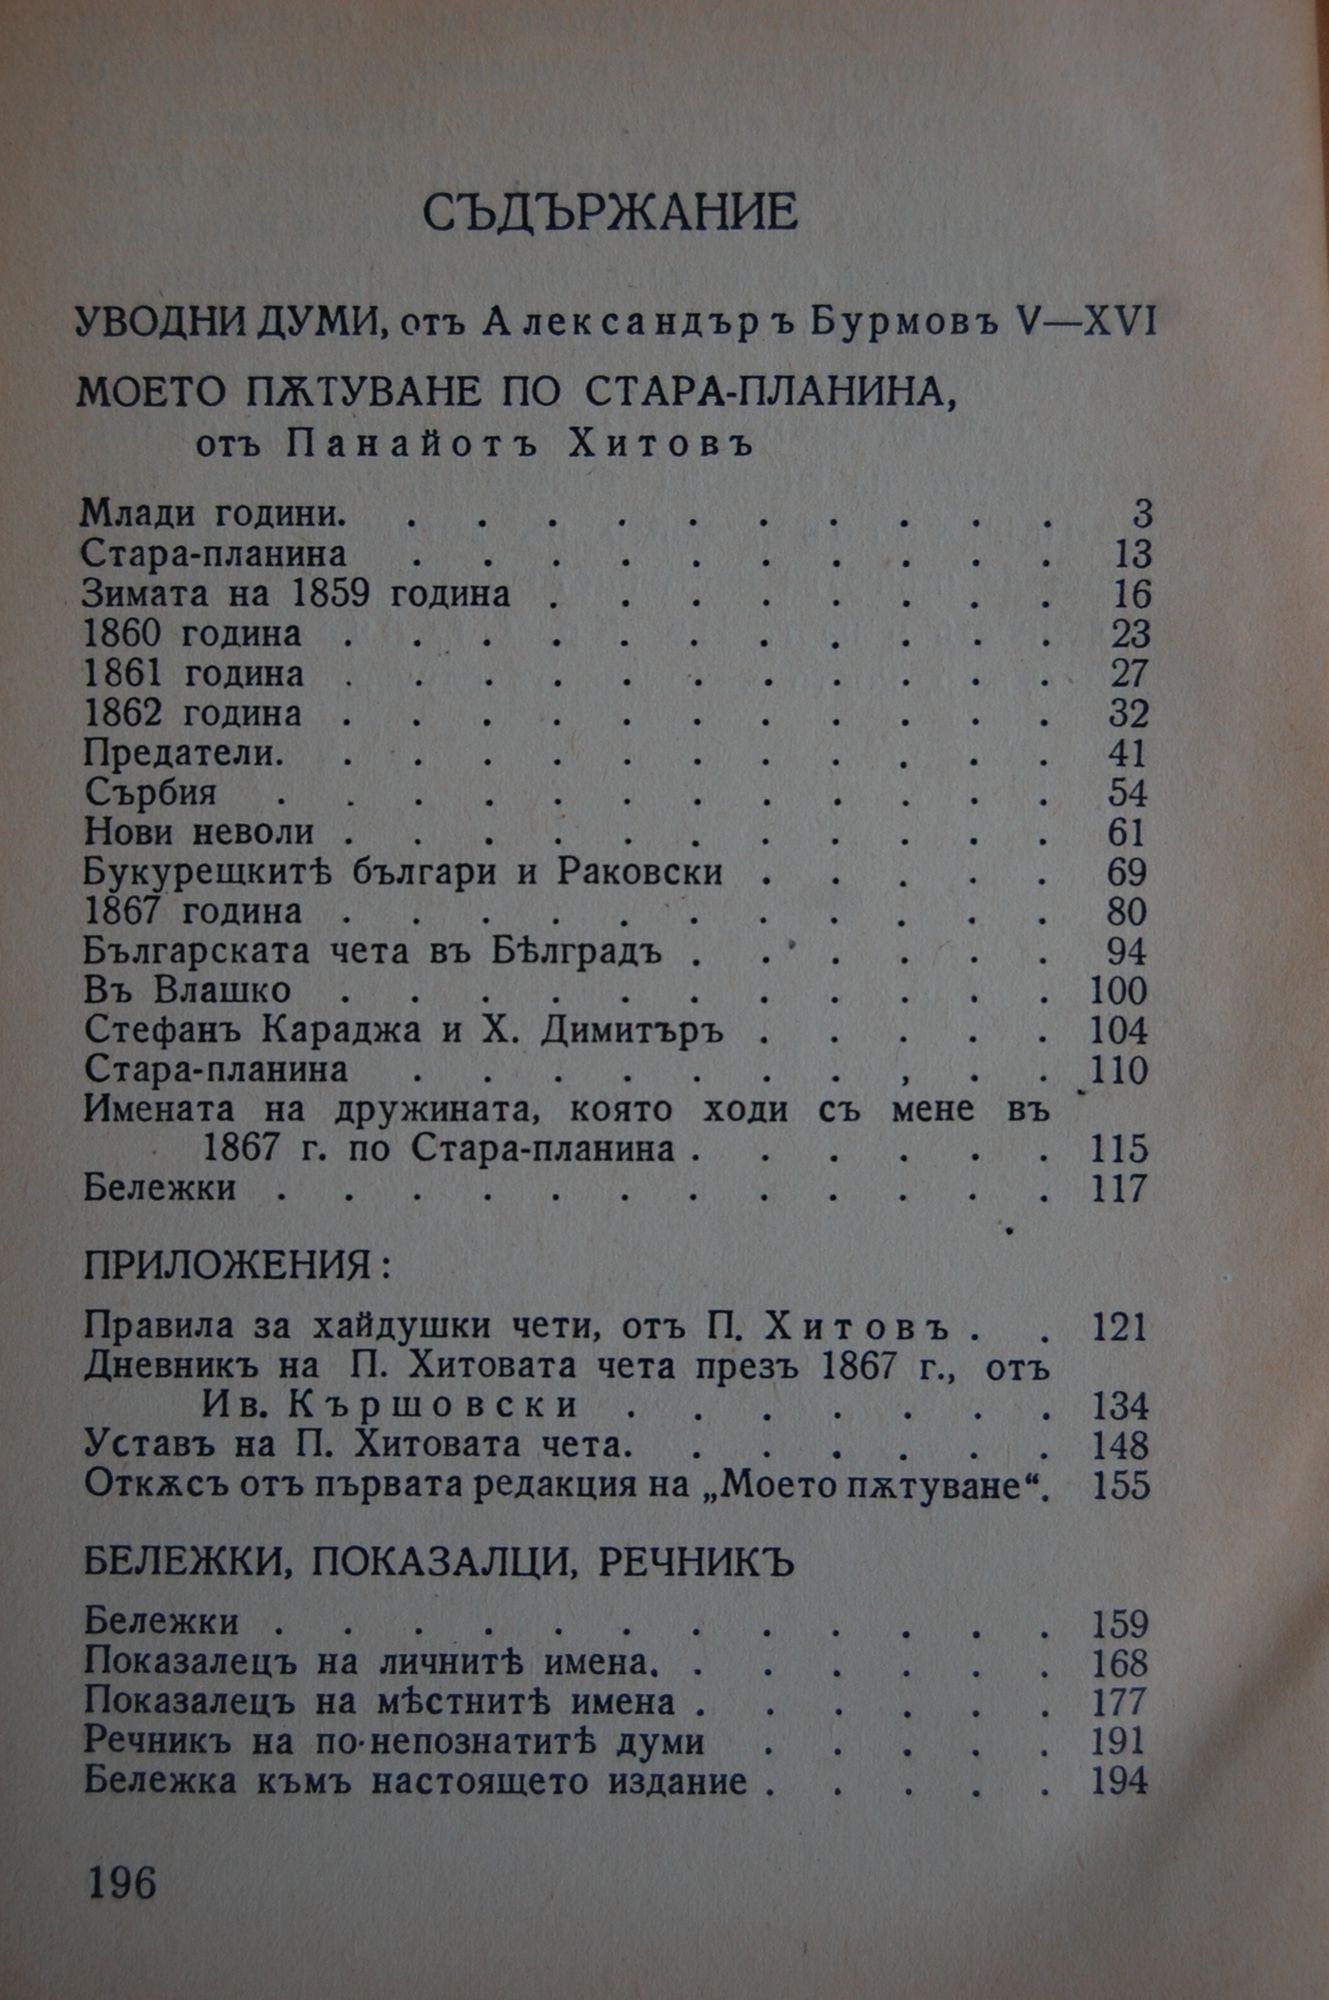 СЪДЪРЖАНИЕ
УВОДНИ ДУМИ, отъ Александъръ Бурмовъ V—XVI
МОЕТО ПѪТУВАНЕ ПО СТАРА-ПЛАНИНА,
отъ Панайотъ Хитовъ
Млади години. . . . . . . . . . . 3
Стара-планина . . . . . . . . . . 13
Зимата на 1859 година . . . . . . . . 16
1860 година . . . . . . . . . . . 23
1861 година . . . . . . . . . . . 27
1862 година . . . . . . . . . . . 32
Предатели. . . . . . . . . . . . 41
Сърбия . . . . . . . . . . . . 54
Нови неволи . . . . . . . . . . . 61
Букурещкитѣ българи и Раковски . . . . . 69
1867 година . . . . . . . . . . . 80
Българската чета въ Бѣлградъ . . . . . . 94
Въ Влашко . . . . . . . . . . . 100
Стефанъ Караджа и Х. Димитъръ . . . . . 104
Стара-планина . . . . . . . , . . 110
Имената на дружината, която ходи съ мене въ
1867 г. по Стара-планина . . . . . . 115
Бележки . . . . . . . . . . . . 117
ПРИЛОЖЕНИЯ:
Правила за хайдушки чети, отъ П. Хитовъ . . 121
Дневникъ на П. Хитовата чета презъ 1867 г., отъ
Ив. Кършовски . . . . . . . 134
Уставъ на П. Хитовата чета. . . . . . . 148
Откѫсъ отъ първата редакция на „Моето пѫтуване“. 155
БЕЛЕЖКИ, ПОКАЗАЛЦИ, РЕЧНИКЪ
Бележки . . . . . . . . . . . . 159
Показалецъ на личнитѣ имена. . . . . . . 168
Показалецъ на мѣстнитѣ имена . . . . . . 177
Речникъ на по-непознатитѣ думи . . . . . 191
Бележка към​ъ настоящето издание . . . . . 194
196